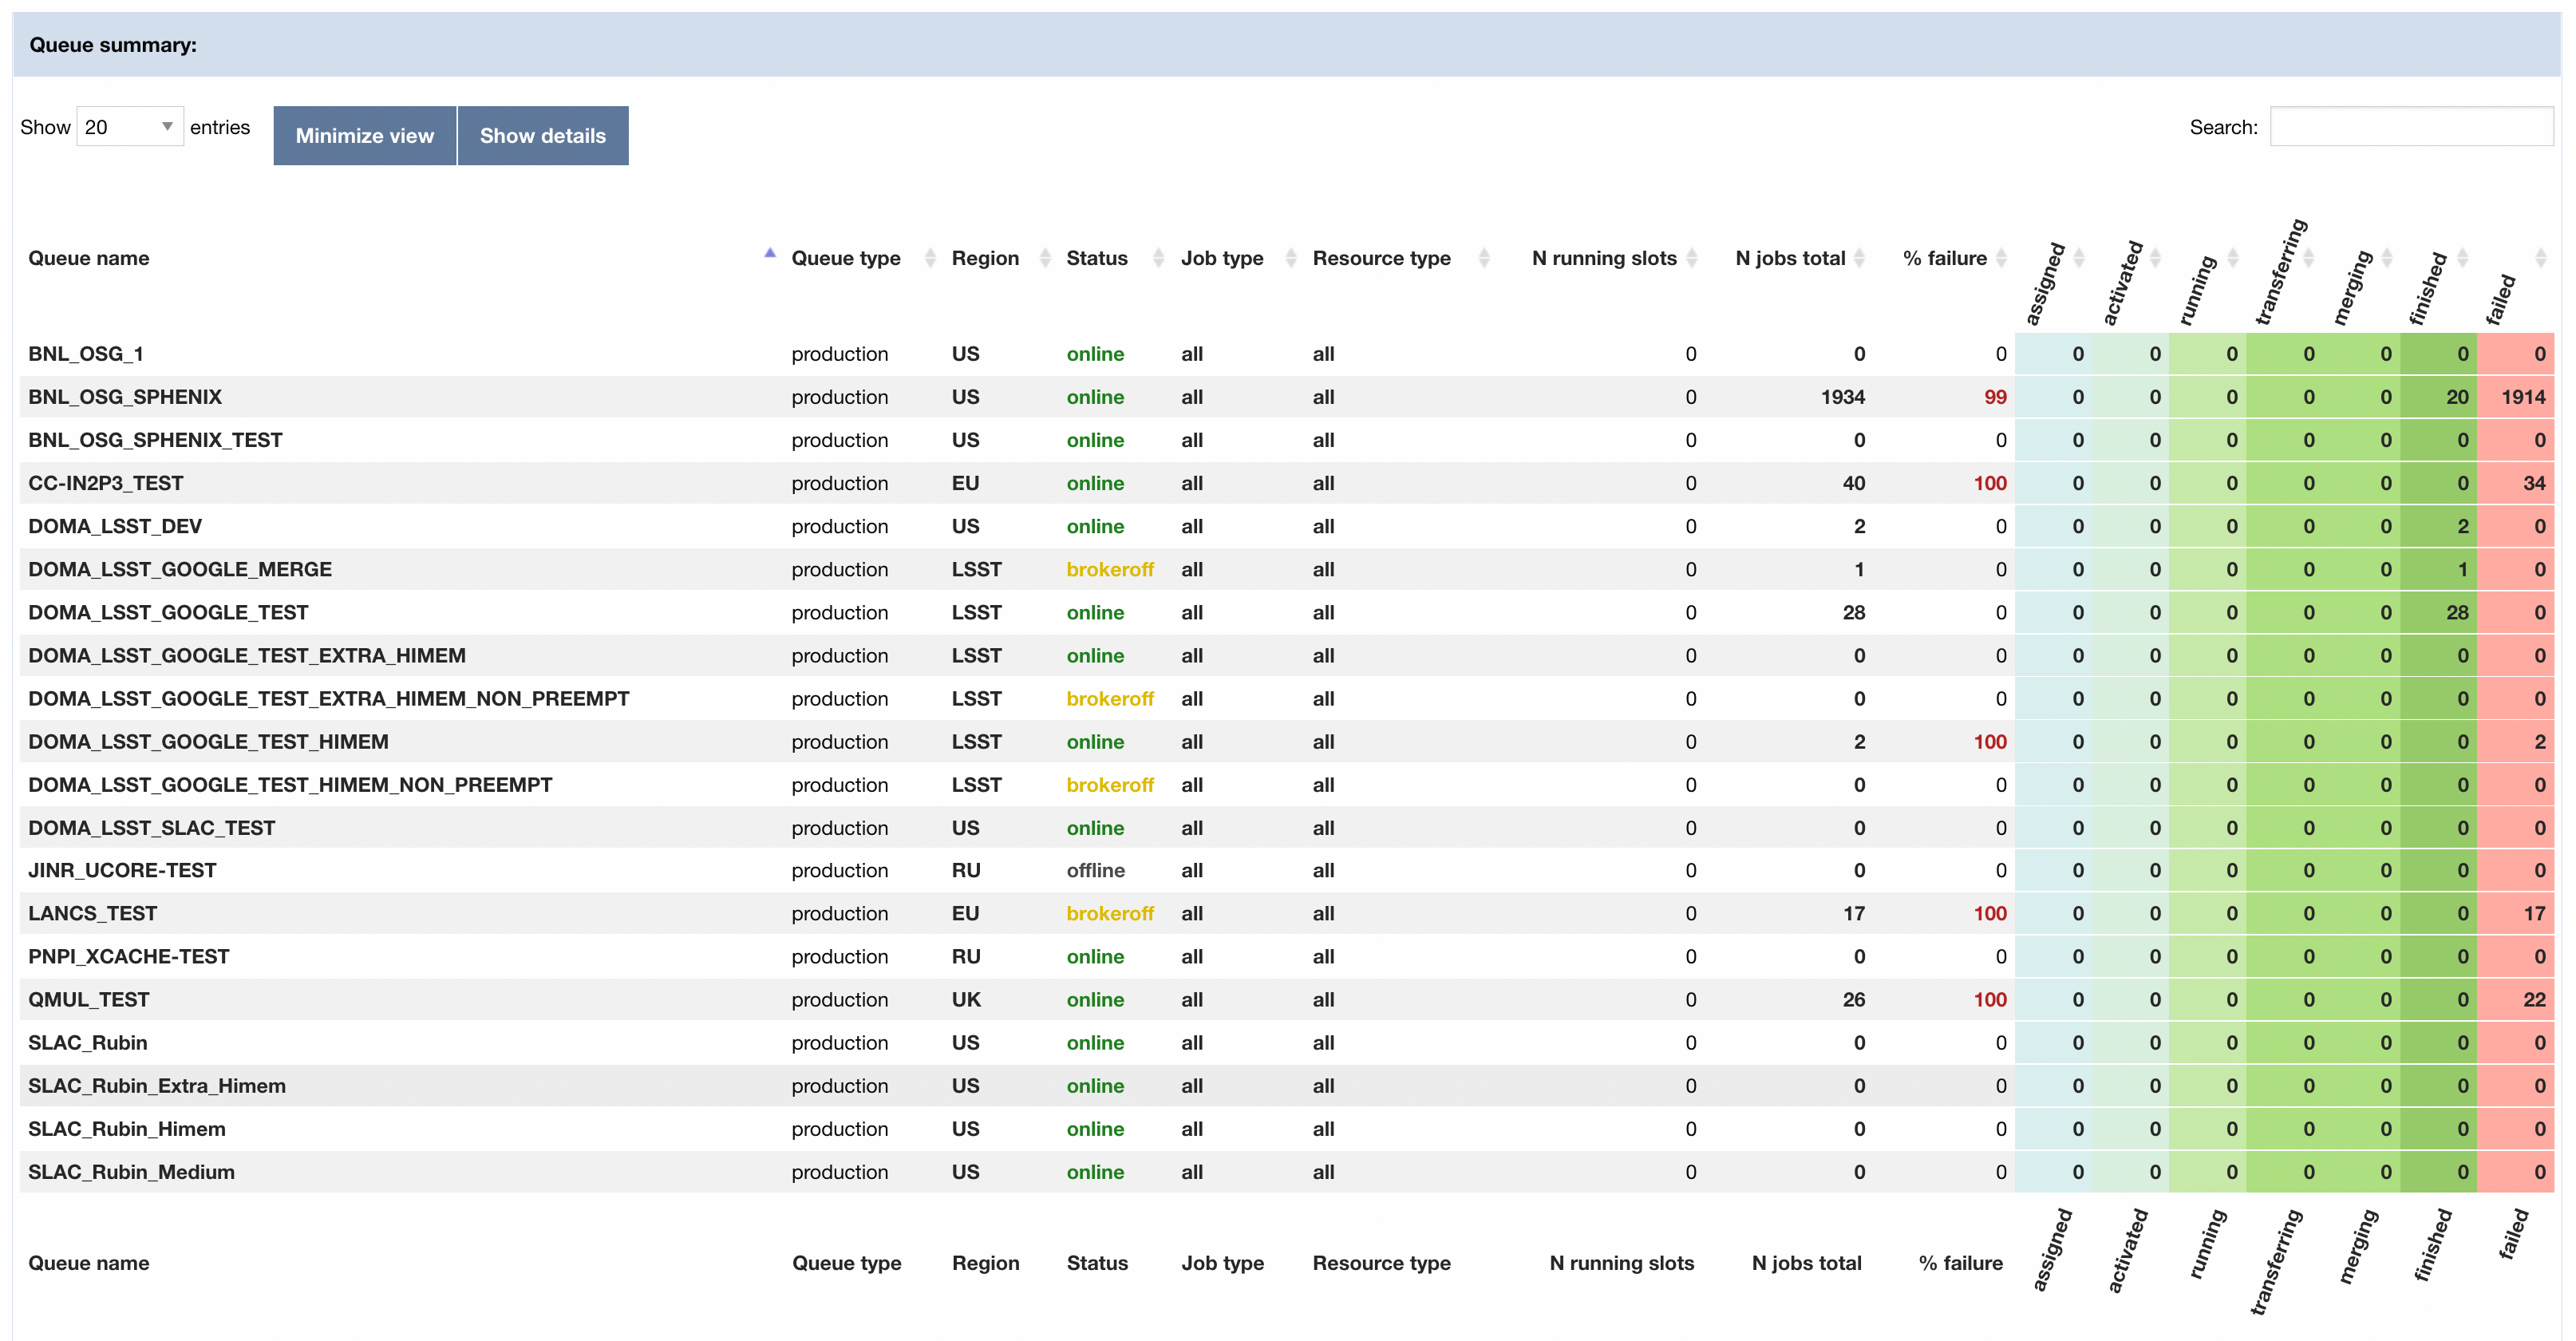 Queue summary:
Show 20 entries Minimize view Show details Search:
Queue name Queue type Region Status Job type Resource type N running slots N jobs total % failure assigned activated running transferring merging finished failed
BNL_OSG_1 production US online all all 0 0 0 0 0 0 0 0 0 0
BNL_OSG_SPHENIX production US online all all 0 1934 99 0 0 0 0 0 20 1914
BNL_OSG_SPHENIX_TEST production US online all all 0 0 0 0 0 0 0 0 0 0
CC-IN2P3_TEST production EU online all all 0 40 100 0 0 0 0 0 0 34
DOMA_LSST_DEV production US online all all 0 2 0 0 0 0 0 0 2 0
DOMA_LSST_GOOGLE_MERGE production LSST brokeroff all all 0 1 0 0 0 0 0 0 1 0
DOMA_LSST_GOOGLE_TEST production LSST online all all 0 28 0 0 0 0 0 0 28 0
DOMA_LSST_GOOGLE_TEST_EXTRA_HIMEM production LSST online all all 0 0 0 0 0 0 0 0 0 0
DOMA_LSST_GOOGLE_TEST_EXTRA_HIMEM_NON_PREEMPT production LSST brokeroff all all 0 0 0 0 0 0 0 0 0 0
DOMA_LSST_GOOGLE_TEST_HIMEM production LSST online all all 0 2 100 0 0 0 0 0 0 2
DOMA_LSST_GOOGLE_TEST_HIMEM_NON_PREEMPT production LSST brokeroff all all 0 0 0 0 0 0 0 0 0 0
DOMA_LSST_SLAC_TEST production US online all all 0 0 0 0 0 0 0 0 0 0
JINR_UCORE-TEST production RU offline all all 0 0 0 0 0 0 0 0 0 0
LANCS_TEST production EU brokeroff all all 0 17 100 0 0 0 0 0 0 17
PNPI_XCACHE-TEST production RU online all all 0 0 0 0 0 0 0 0 0 0
QMUL_TEST production UK online all all 0 26 100 0 0 0 0 0 0 22
SLAC_Rubin production US online all all 0 0 0 0 0 0 0 0 0 0
SLAC_Rubin_Extra_Himem production US online all all 0 0 0 0 0 0 0 0 0 0
SLAC_Rubin_Himem production US online all all 0 0 0 0 0 0 0 0 0 0
SLAC_Rubin_Medium production US online all all 0 0 0 0 0 0 0 0 0 0
Queue name Queue type Region Status Job type Resource type N running slots N jobs total % failure assigned activated running transferring merging finished failed